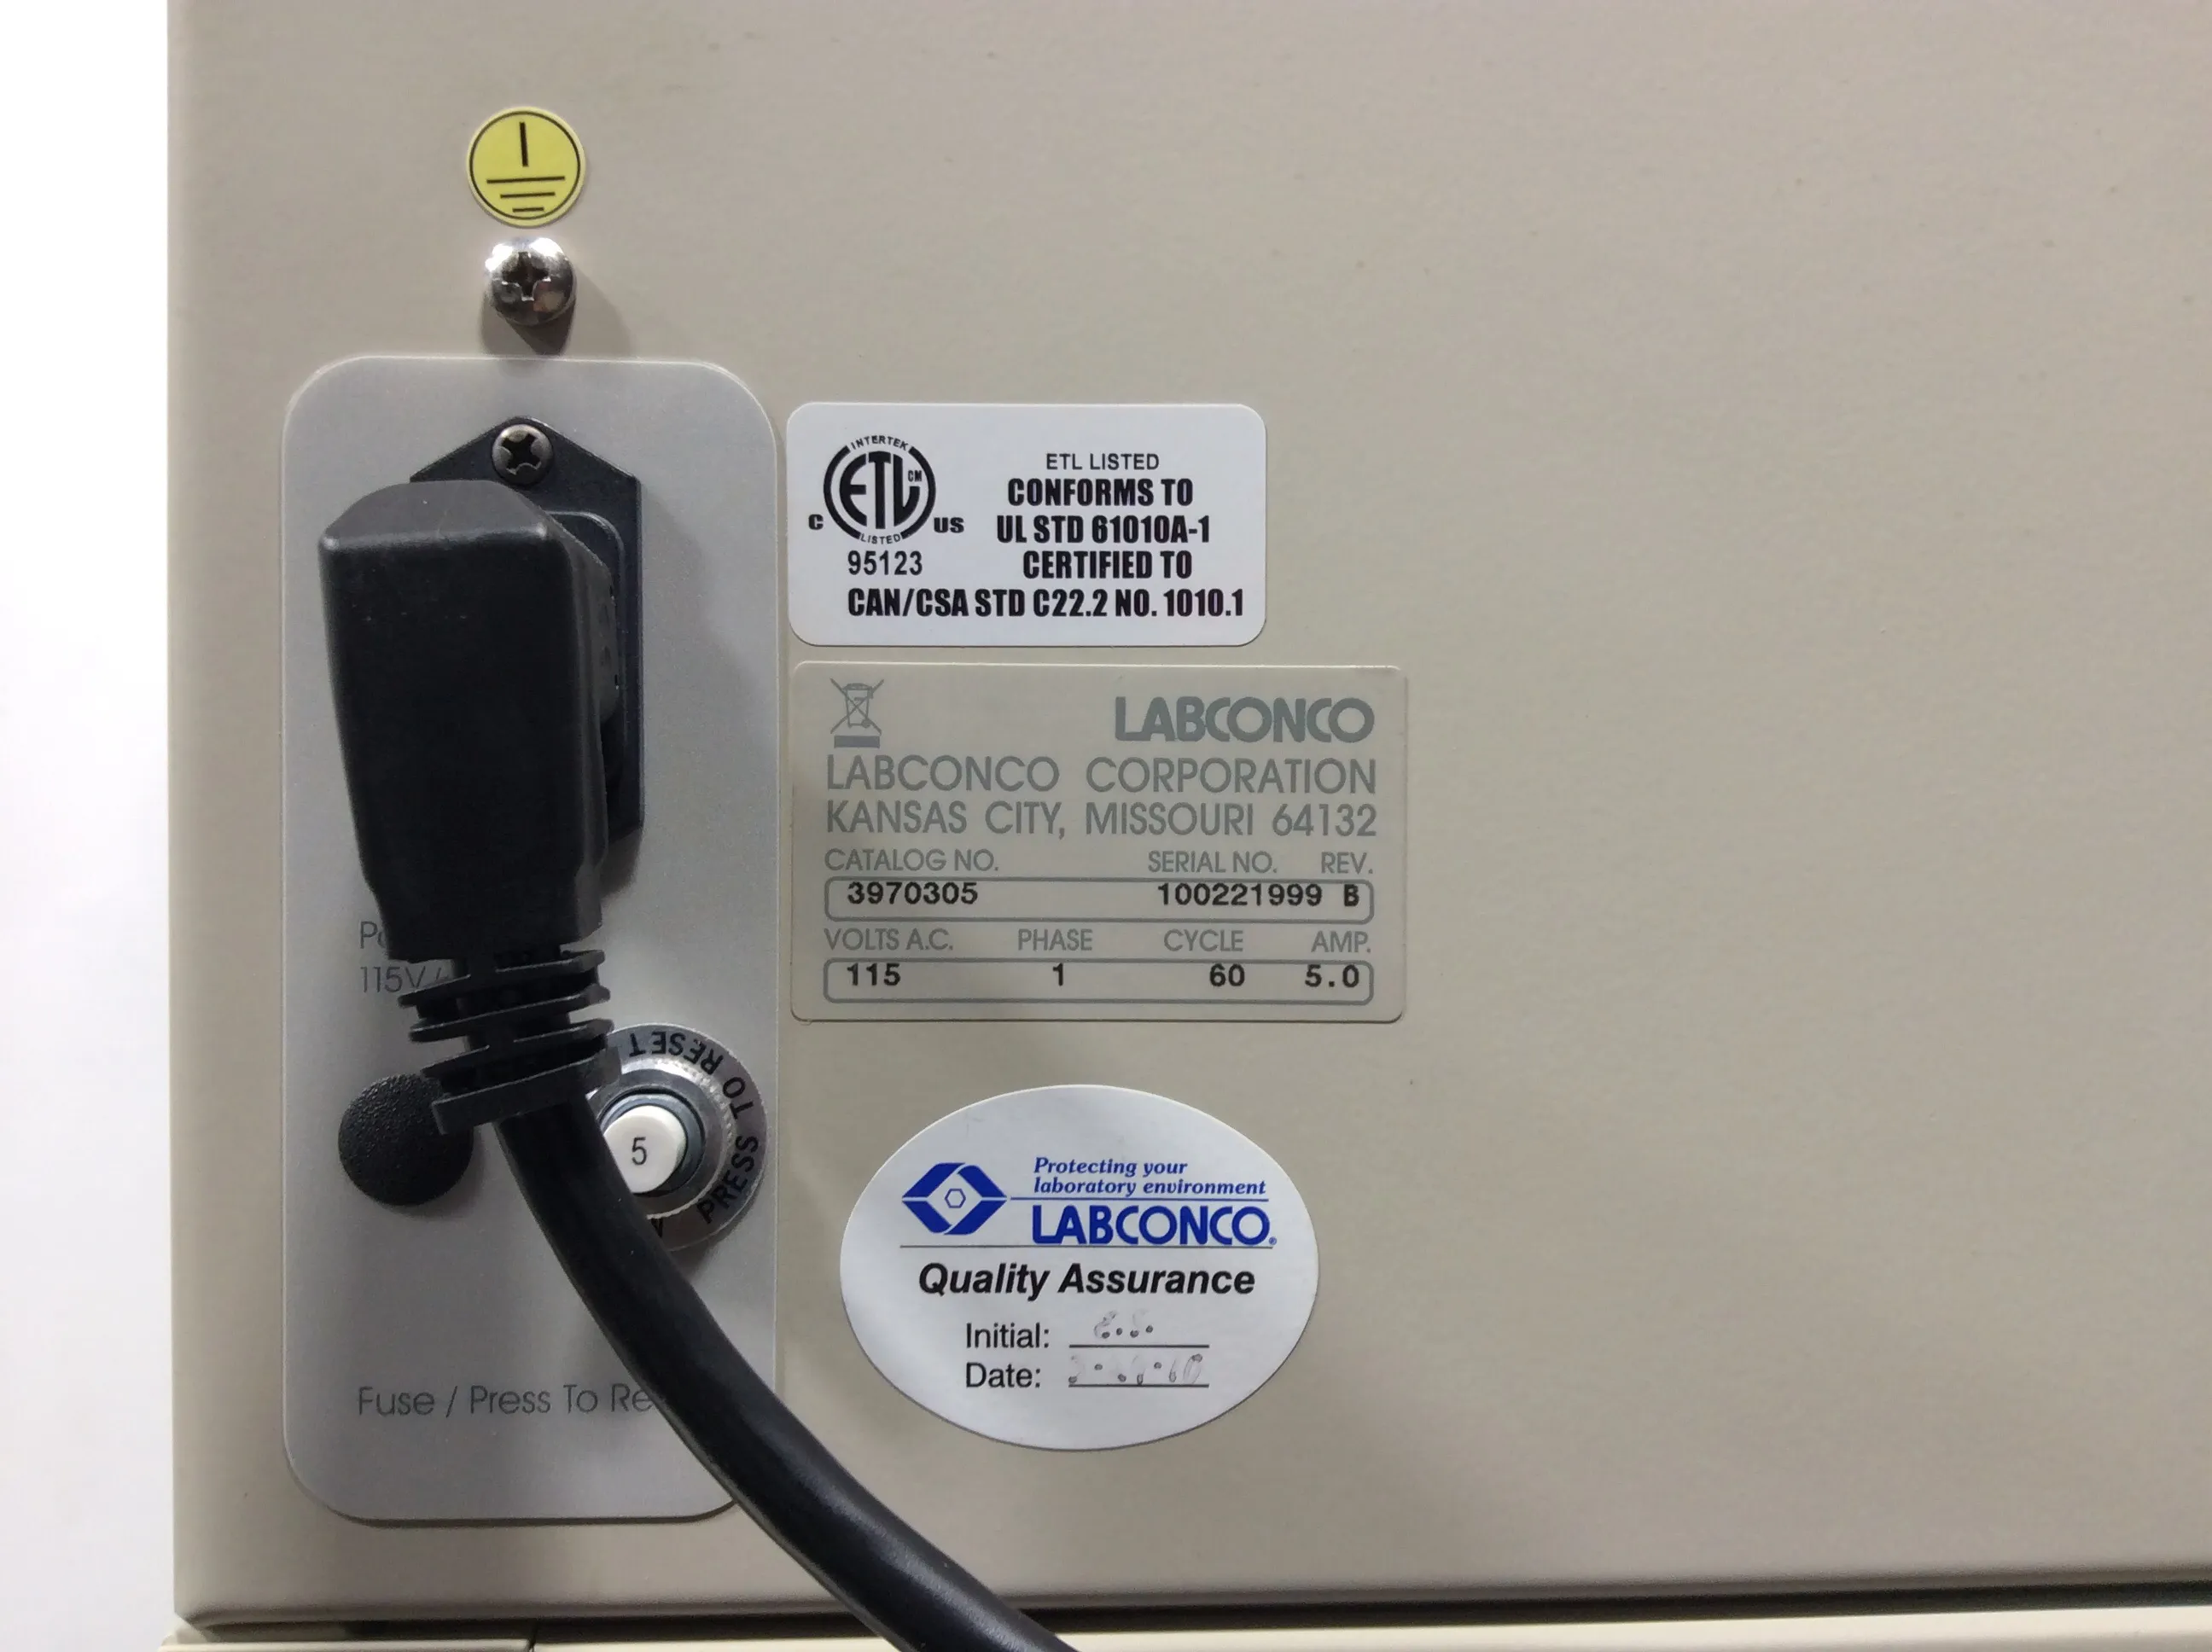 INTERTEK
ETL CM
C US
LISTED
95123
ETL LISTED
CONFORMS TO
UL STD 61010A-1
CERTIFIED TO
CAN/CSA STD C22.2 NO. 1010.1
LABCONCO
LABCONCO CORPORATION
KANSAS CITY, MISSOURI 64132
CATALOG NO. SERIAL NO. REV.
3970305 100221999 B
VOLTS A.C. PHASE CYCLE AMP.
115 1 60 5.0
115V
PRESS TO RESET
5
Fuse / Press To Re
Protecting your
laboratory environment
LABCONCO®
Quality Assurance
Initial:
Date: